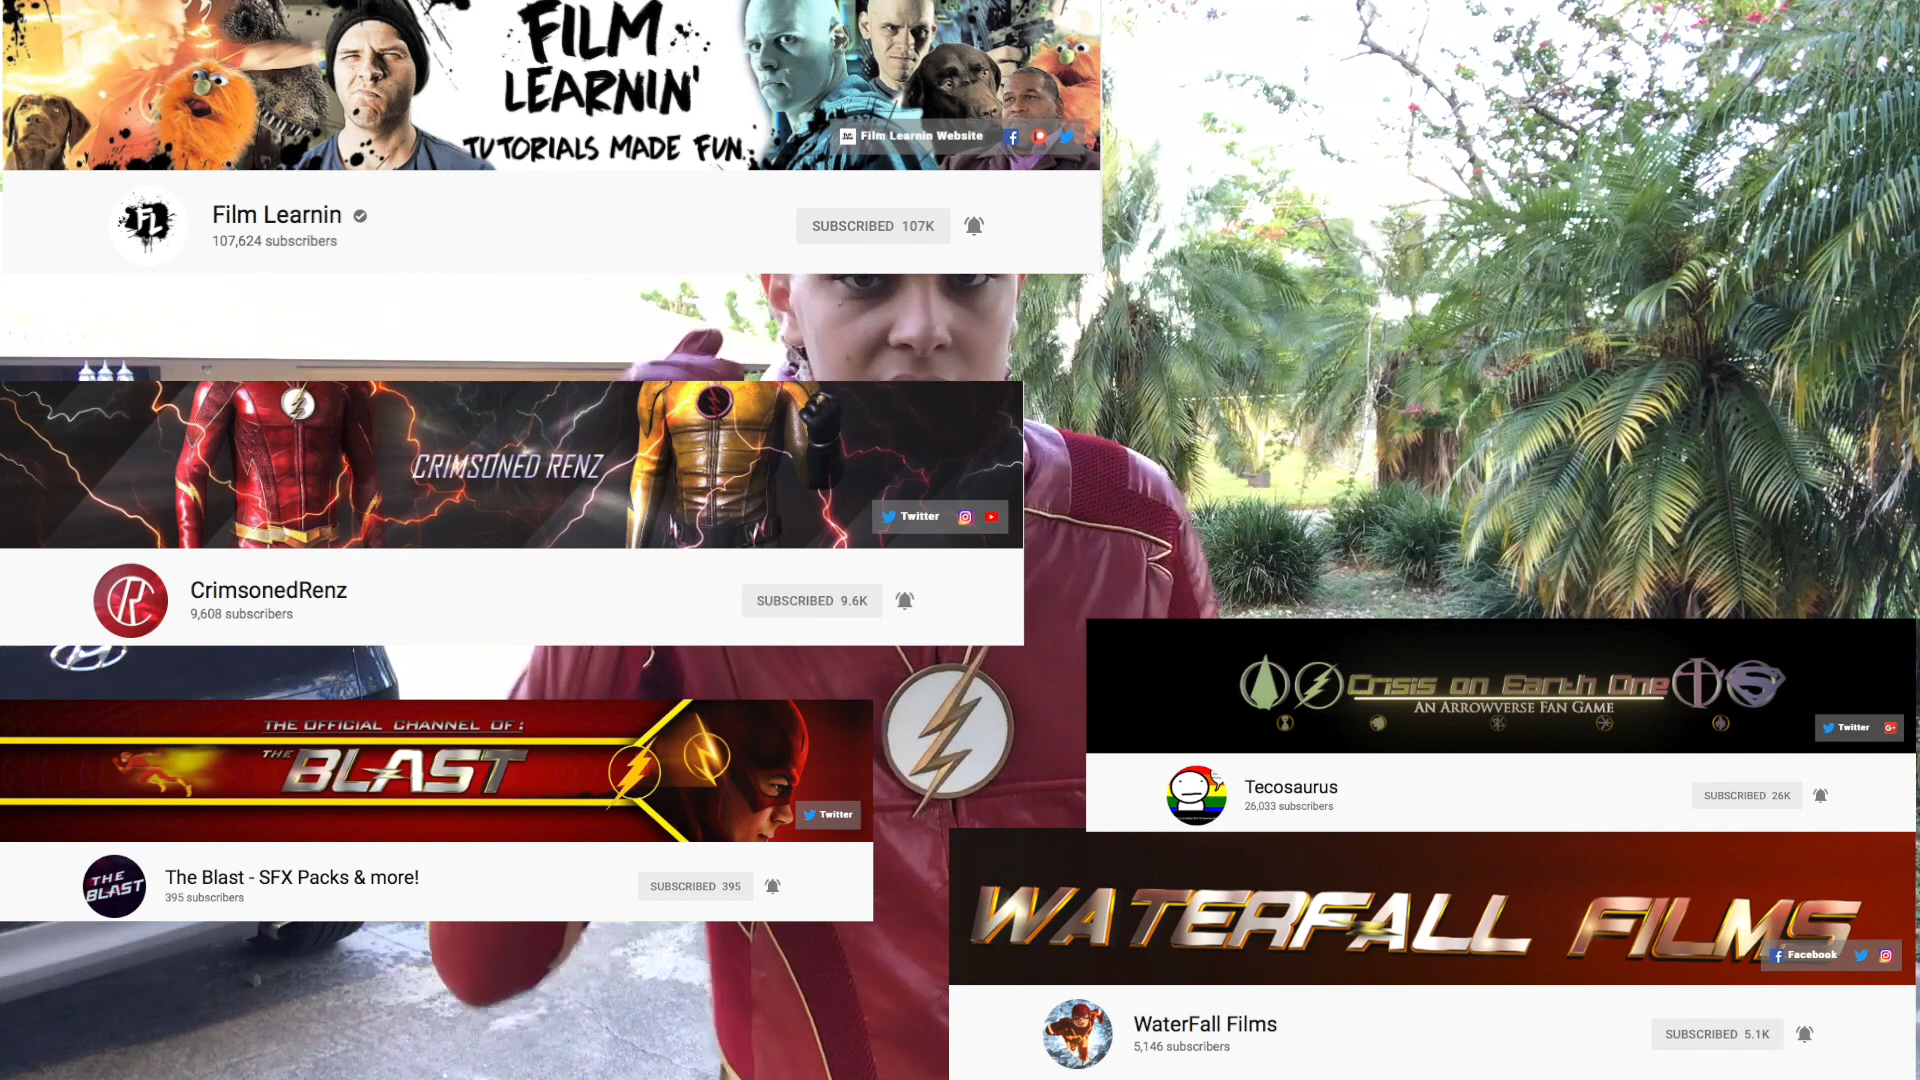 FILM
LEARNIN'
TUTORIALS MADE FUN.
Film Learnin Website
FL
Film Learnin
107,624 subscribers
SUBSCRIBED 107K
CRIMSONED RENZ
Twitter
CrimsonedRenz
9,608 subscribers
SUBSCRIBED 9.6K
THE OFFICIAL CHANNEL OF:
THE BLAST
Twitter
THE
BLAST
The Blast - SFX Packs & more!
395 subscribers
SUBSCRIBED 395
Crisis on Earth One
AN ARROWVERSE FAN GAME
Twitter
G+
Tecosaurus
26,033 subscribers
SUBSCRIBED 26K
WATERFALL FILMS
Facebook
WaterFall Films
5,146 subscribers
SUBSCRIBED 5.1K